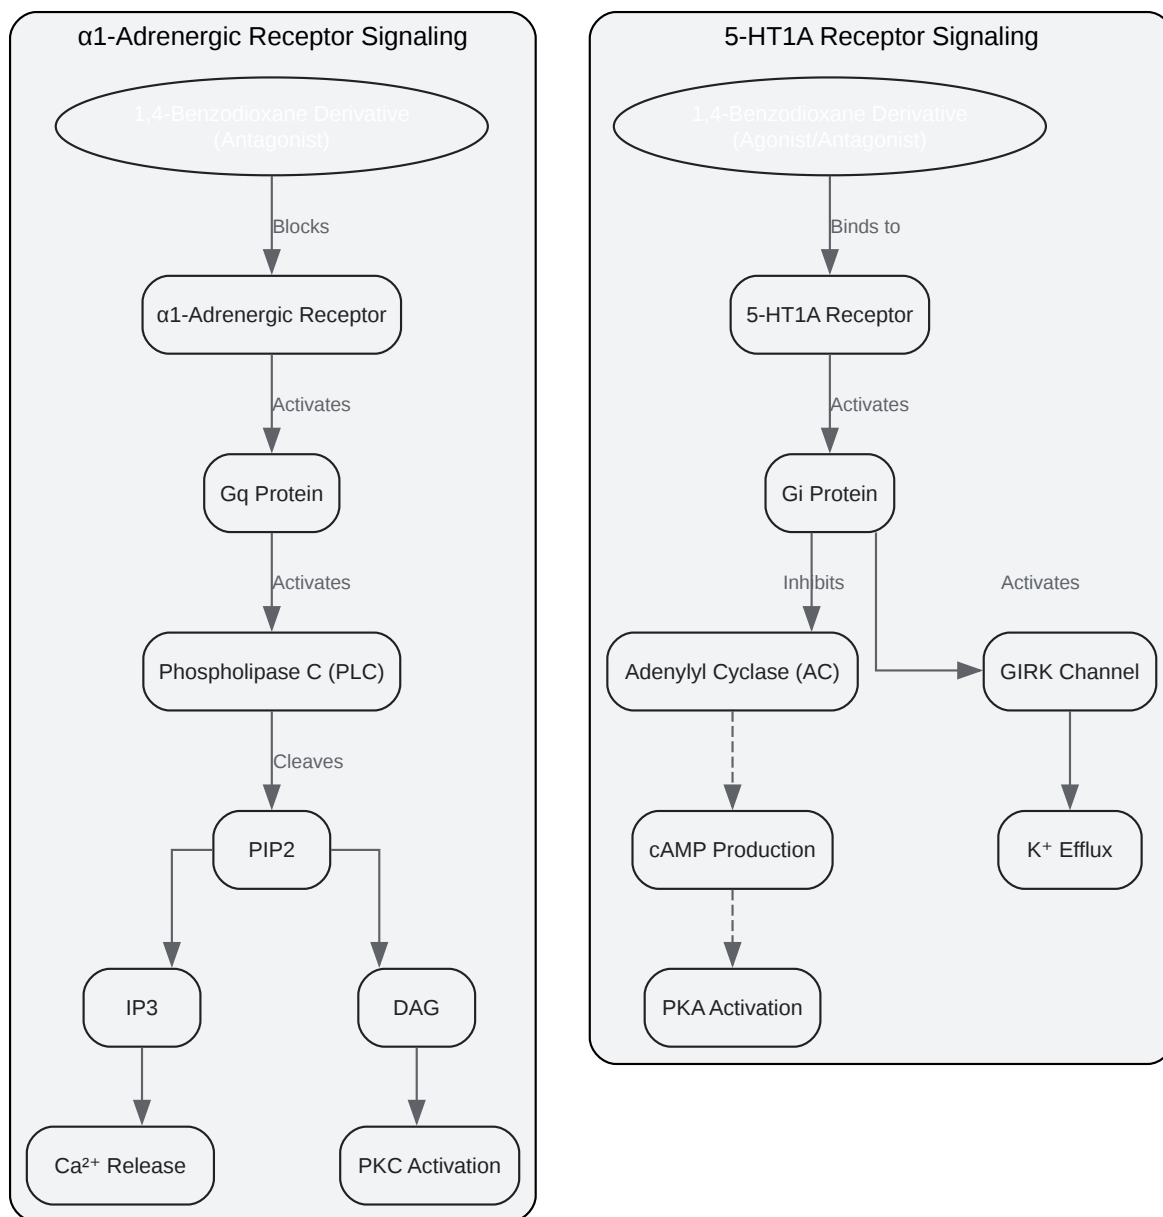 α1-Adrenergic Receptor Signaling
1,4-Benzodioxane Derivative
(Antagonist)
Blocks
α1-Adrenergic Receptor
Activates
Gq Protein
Activates
Phospholipase C (PLC)
Cleaves
PIP2
IP3
DAG
Ca²⁺ Release
PKC Activation
5-HT1A Receptor Signaling
1,4-Benzodioxane Derivative
(Agonist/Antagonist)
Binds to
5-HT1A Receptor
Activates
Gi Protein
Inhibits
Activates
Adenylyl Cyclase (AC)
GIRK Channel
cAMP Production
K⁺ Efflux
PKA Activation